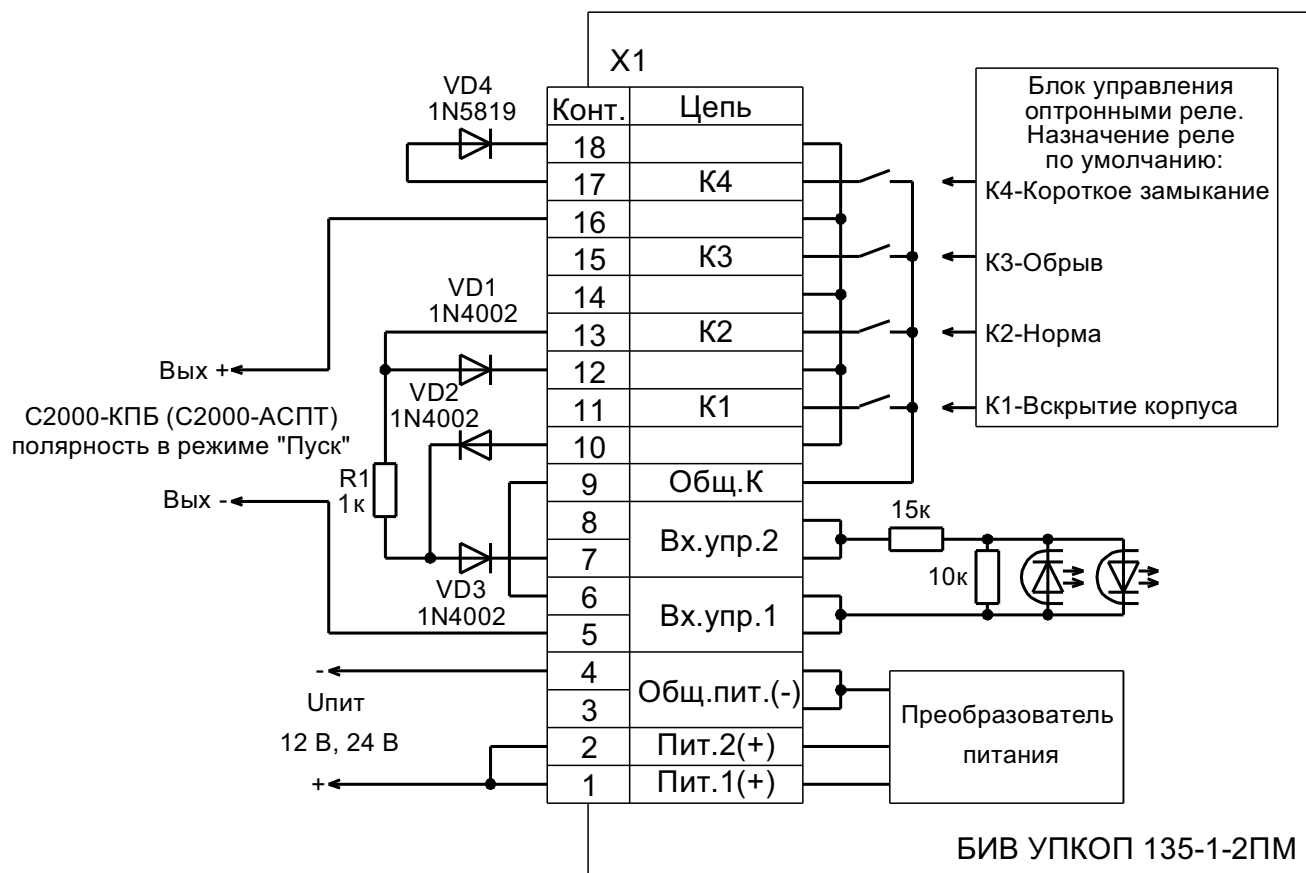 X1
VD4
1N5819
Конт.
Цепь
18
17
К4
16
15
К3
14
VD1
1N4002
13
К2
12
VD2
1N4002
11
К1
10
9
Общ.К
8
Вх.упр.2
7
VD3
1N4002
6
Вх.упр.1
5
4
Общ.пит.(-)
3
2
Пит.2(+)
1
Пит.1(+)
Вых +
С2000-КПБ (С2000-АСПТ)
полярность в режиме "Пуск"
Вых -
R1
1к
-
Uпит
12 В, 24 В
+
Блок управления
оптронными реле.
Назначение реле
по умолчанию:
К4-Короткое замыкание
К3-Обрыв
К2-Норма
К1-Вскрытие корпуса
15к
10к
Преобразователь
питания
БИВ УПКОП 135-1-2ПМ